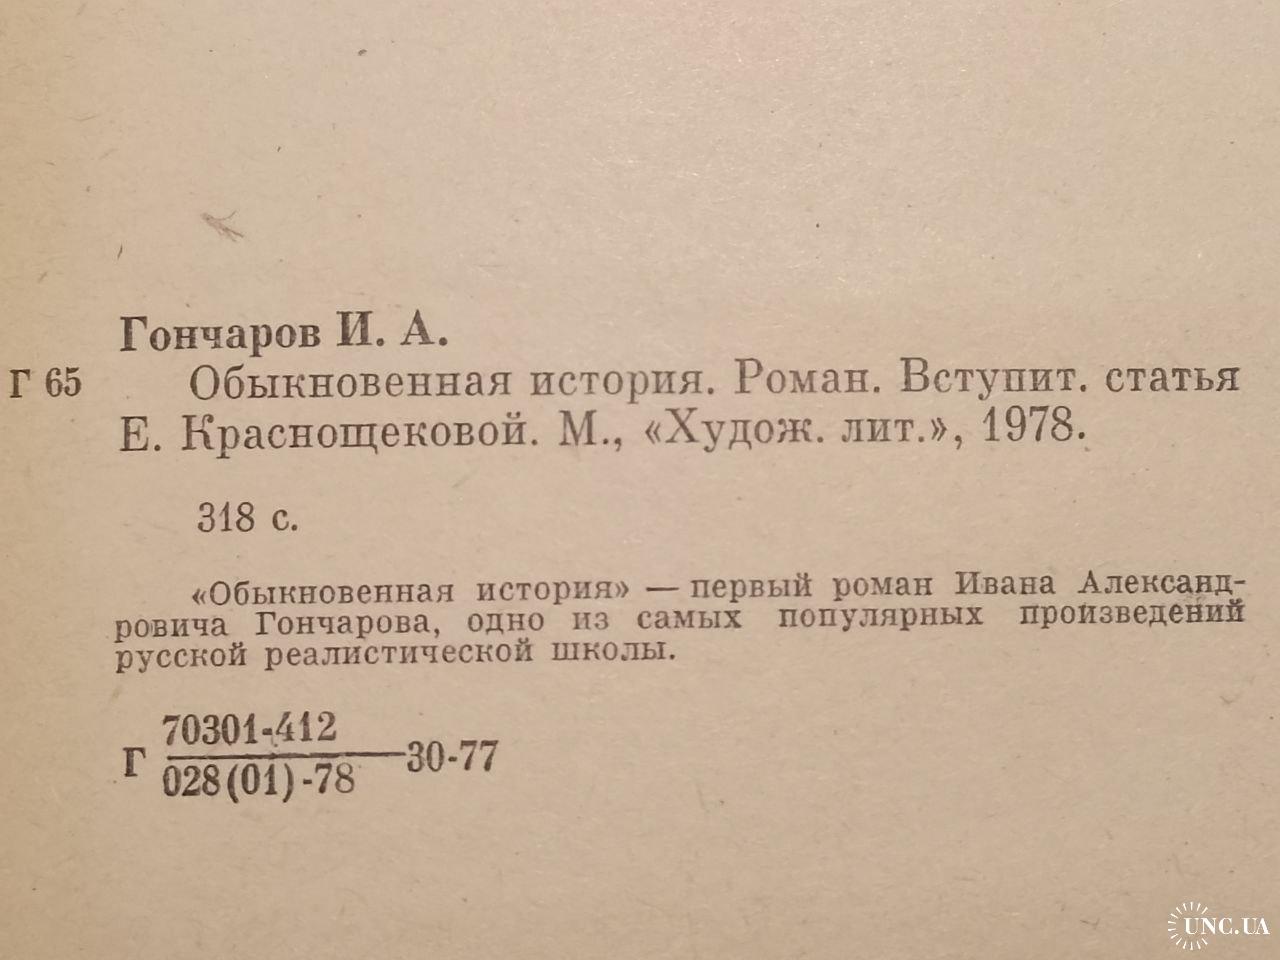 Гончаров И. А.
Г 65 Обыкновенная история. Роман. Вступит. статья
Е. Краснощековой. М., «Худож. лит.», 1978.
318 с.
«Обыкновенная история» — первый роман Ивана Александ-
ровича Гончарова, одно из самых популярных произведений
русской реалистической школы.
70301-412
Г 30-77
028(01)-78
UNC.UA